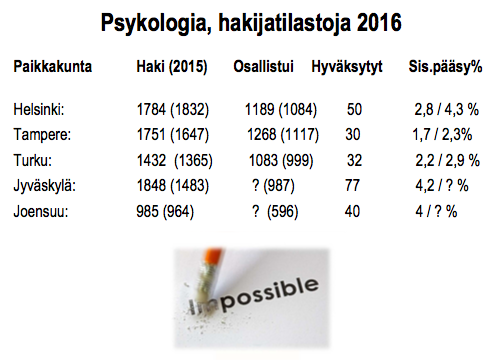 Psykologia, hakijatilastoja 2016
Paikkakunta Haki (2015) Osallistui Hyväksytyt Sis.pääsy%
Helsinki: 1784 (1832) 1189 (1084) 50 2,8 / 4,3 %
Tampere: 1751 (1647) 1268 (1117) 30 1,7 / 2,3%
Turku: 1432 (1365) 1083 (999) 32 2,2 / 2,9 %
Jyväskylä: 1848 (1483) ? (987) 77 4,2 / ? %
Joensuu: 985 (964) ? (596) 40 4 / ? %
Impossible